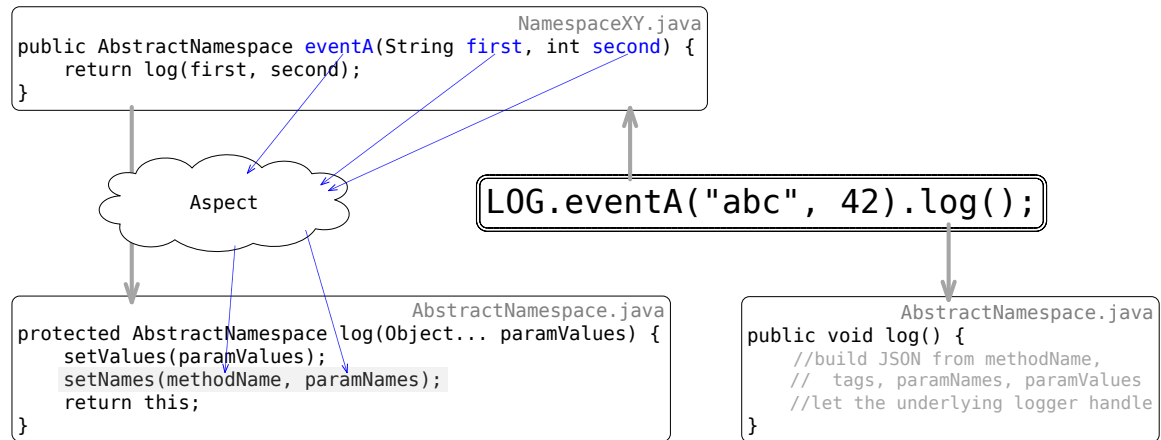 NamespaceXY.java
public AbstractNamespace eventA(String first, int second) {
    return log(first, second);
}
Aspect
LOG.eventA("abc", 42).log();
AbstractNamespace.java
protected AbstractNamespace log(Object... paramValues) {
    setValues(paramValues);
    setNames(methodName, paramNames);
    return this;
}
AbstractNamespace.java
public void log() {
    //build JSON from methodName,
    //  tags, paramNames, paramValues
    //let the underlying logger handle
}